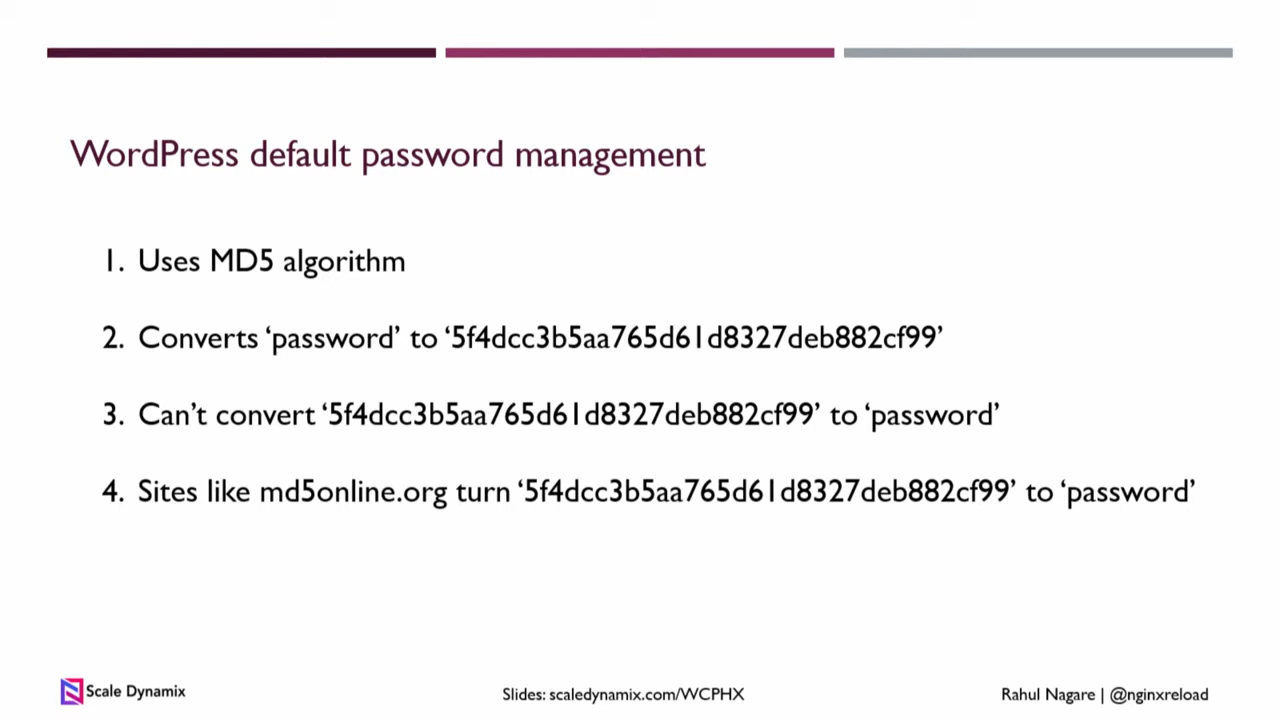 WordPress default password management
1. Uses MD5 algorithm
2. Converts ‘password’ to ‘5f4dcc3b5aa765d61d8327deb882cf99’
3. Can’t convert ‘5f4dcc3b5aa765d61d8327deb882cf99’ to ‘password’
4. Sites like md5online.org turn ‘5f4dcc3b5aa765d61d8327deb882cf99’ to ‘password’
Scale Dynamix
Slides: scaledynamix.com/WCPHX
Rahul Nagare | @nginxreload